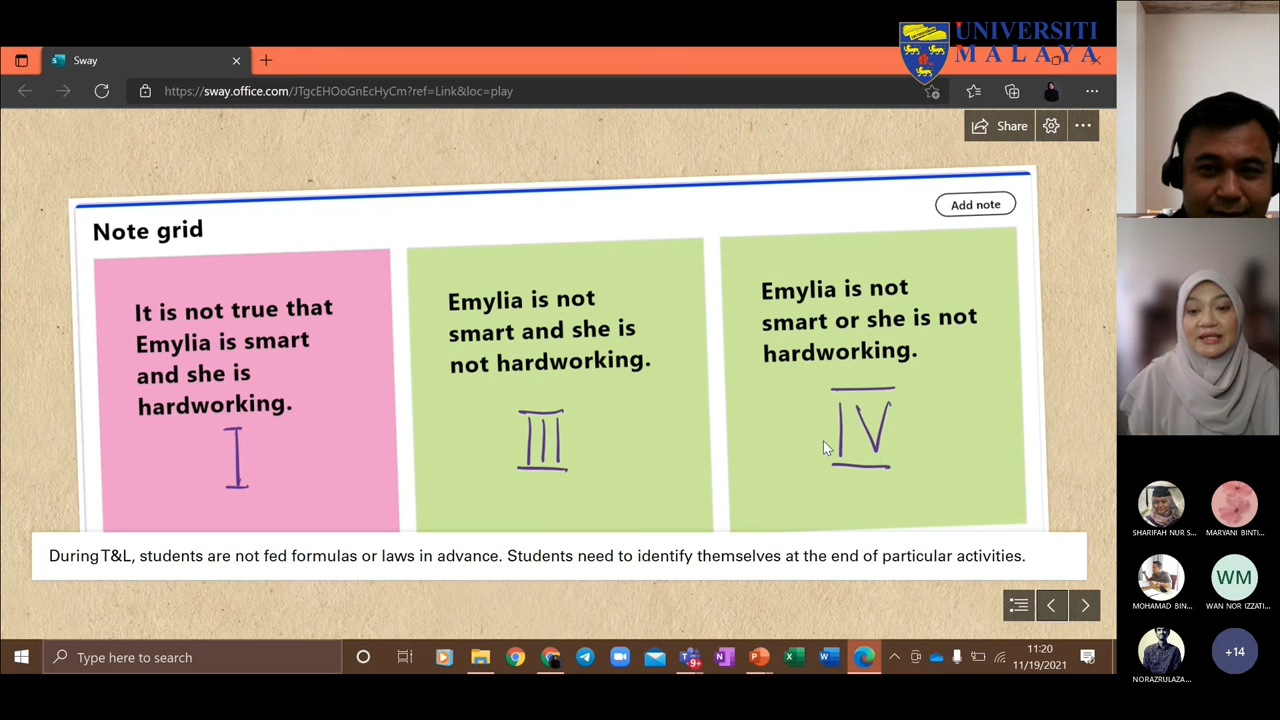 UNIVERSITI
MALAYA
Sway
https://sway.office.com/JTgcEHOoGnEcHyCm?ref=Link&loc=play
Share
Note grid
Add note
It is not true that
Emylia is smart
and she is
hardworking.
I
Emylia is not
smart and she is
not hardworking.
III
Emylia is not
smart or she is not
hardworking.
IV
During T&L, students are not fed formulas or laws in advance. Students need to identify themselves at the end of particular activities.
SHARIFAH NUR S...
MARYANI BINTI...
WM
MOHAMAD BIN...
WAN NOR IZZATI...
NORAZRULAZA...
+14
Type here to search
9+
11:20
11/19/2021